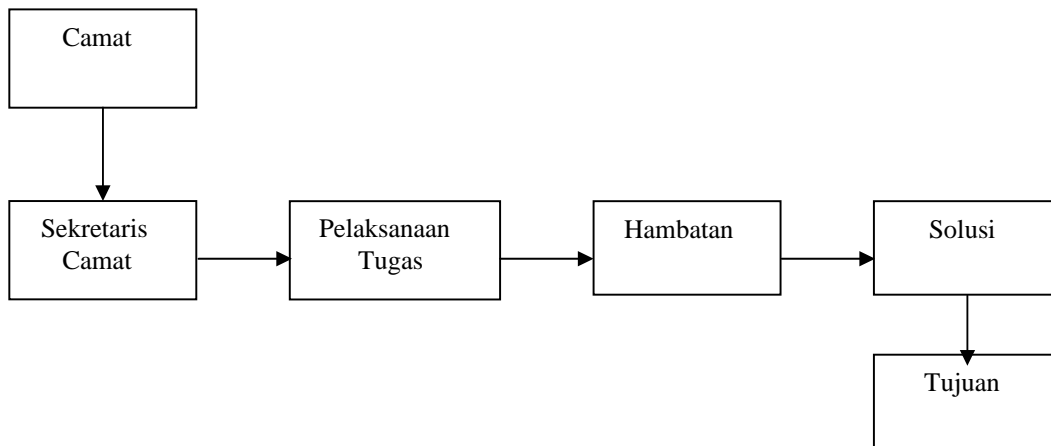 Camat
Sekretaris
Camat
Pelaksanaan
Tugas
Hambatan
Solusi
Tujuan